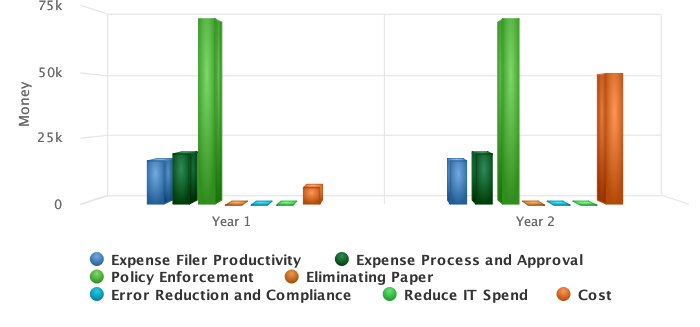 75k
50k
25k
0
Money
Year 1 Year 2
Expense Filer Productivity Expense Process and Approval
Policy Enforcement Eliminating Paper
Error Reduction and Compliance Reduce IT Spend Cost